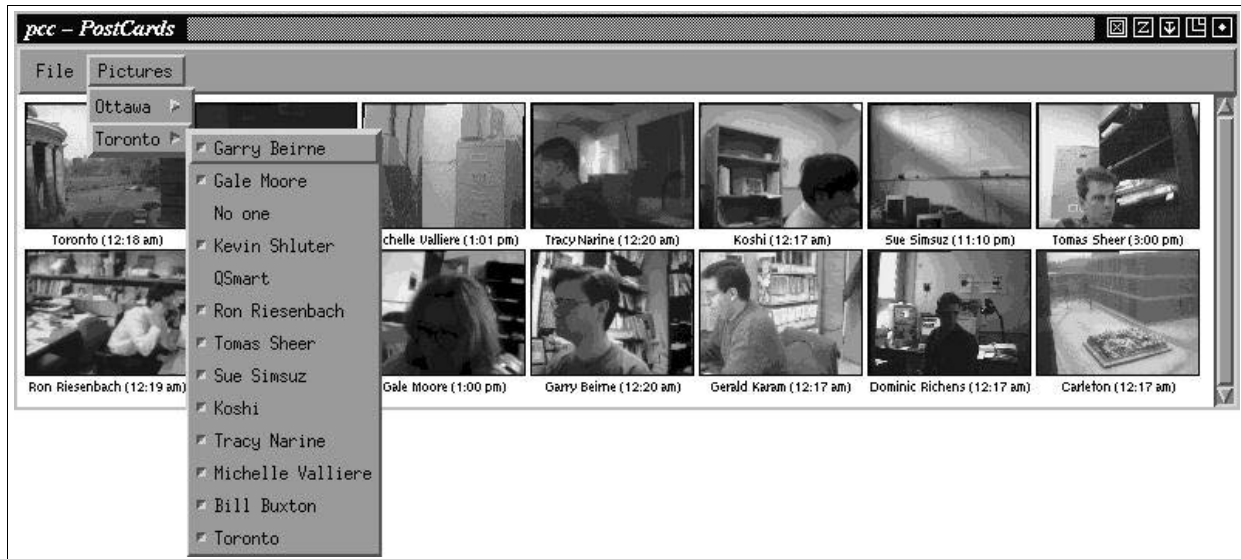 pcc – PostCards
File Pictures
Ottawa
Toronto
Garry Beirne
Gale Moore
No one
Kevin Shluter
QSmart
Ron Riesenbach
Tomas Sheer
Sue Simsuz
Koshi
Tracy Narine
Michelle Valliere
Bill Buxton
Toronto
Toronto (12:18 am) chelle Valliere (1:01 pm) Tracy Narine (12:20 am) Koshi (12:17 am) Sue Simsuz (11:10 pm) Tomas Sheer (3:00 pm)
Ron Riesenbach (12:19 am) Gale Moore (1:00 pm) Garry Beirne (12:20 am) Gerald Karam (12:17 am) Dominic Richens (12:17 am) Carleton (12:17 am)